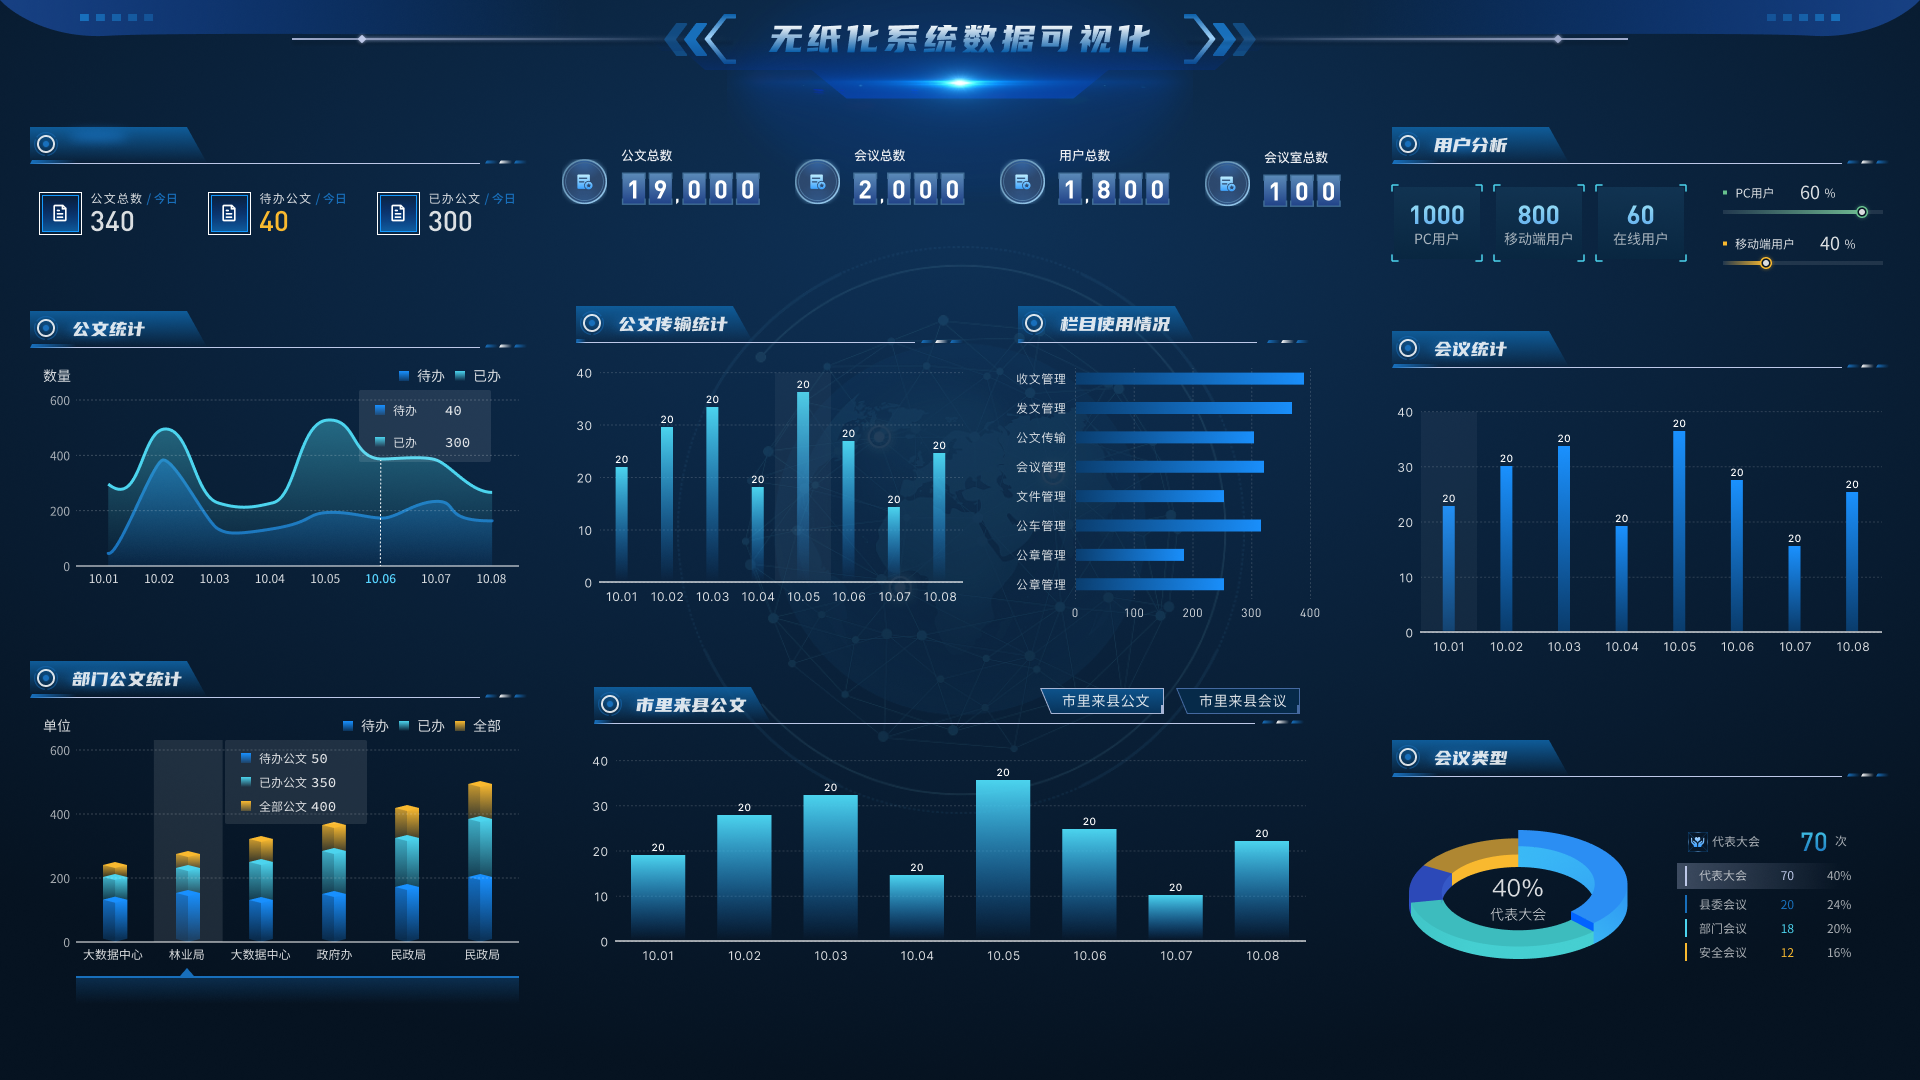 无纸化系统数据可视化
公文总数 / 今日
340
待办公文 / 今日
40
已办公文 / 今日
300
公文总数
19,000
会议总数
2,000
用户总数
1,800
会议室总数
100
用户分析
1000
PC用户
800
移动端用户
60
在线用户
PC用户 60 %
移动端用户 40 %
公文统计
数量
待办 已办
600
400
200
0
待办 40
已办 300
10.01 10.02 10.03 10.04 10.05 10.06 10.07 10.08
公文传输统计
40
30
20
10
0
20 20 20 20 20 20 20 20
10.01 10.02 10.03 10.04 10.05 10.06 10.07 10.08
栏目使用情况
收文管理
发文管理
公文传输
会议管理
文件管理
公车管理
公章管理
公章管理
0 100 200 300 400
会议统计
40
30
20
10
0
20 20 20 20 20 20 20 20
10.01 10.02 10.03 10.04 10.05 10.06 10.07 10.08
部门公文统计
单位
待办 已办 全部
600
400
200
0
待办公文 50
已办公文 350
全部公文 400
大数据中心 林业局 大数据中心 政府办 民政局 民政局
市里来县公文
市里来县公文 市里来县会议
40
30
20
10
0
20 20 20 20 20 20 20 20
10.01 10.02 10.03 10.04 10.05 10.06 10.07 10.08
会议类型
40%
代表大会
代表大会 70 次
代表大会 70 40%
县委会议 20 24%
部门会议 18 20%
安全会议 12 16%